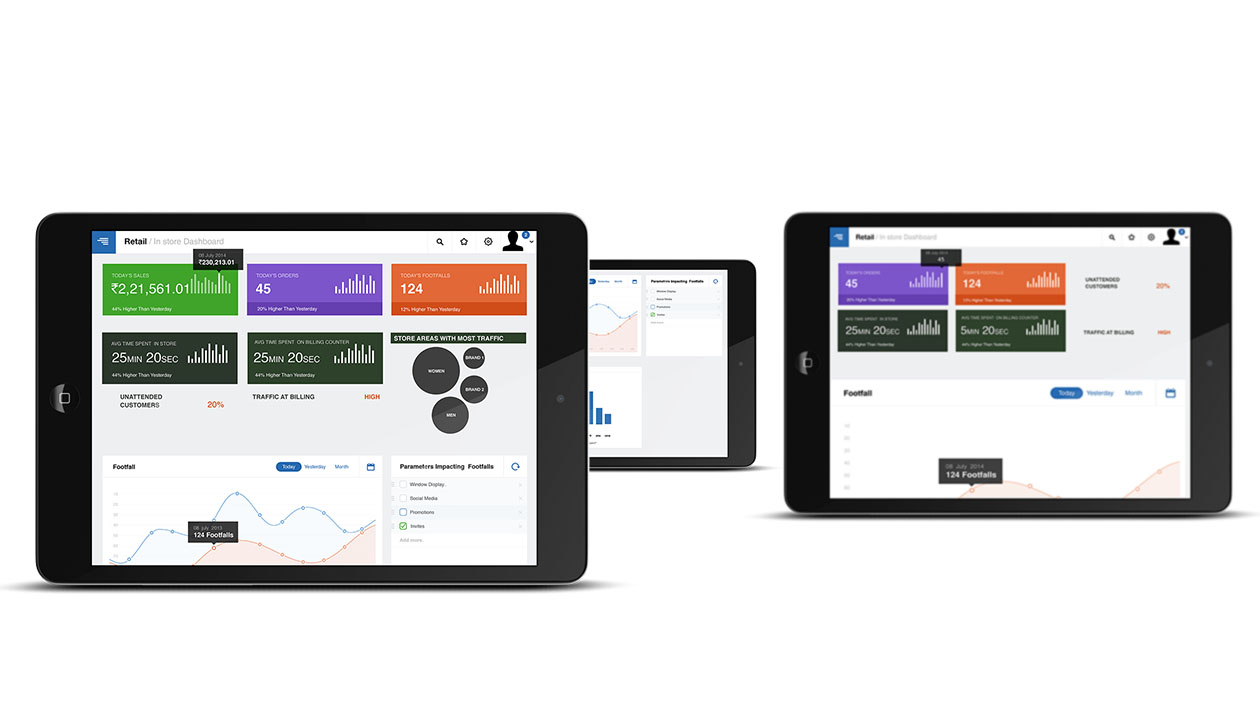 Retail / In store Dashboard
3
08 July 2014
₹230,213.01
TODAY'S SALES
₹2,21,561.01
44% Higher Than Yesterday
TODAY'S ORDERS
45
20% Higher Than Yesterday
TODAY'S FOOTFALLS
124
12% Higher Than Yesterday
AVG TIME SPENT IN STORE
25MIN 20SEC
44% Higher Than Yesterday
AVG TIME SPENT ON BILLING COUNTER
25MIN 20SEC
44% Higher Than Yesterday
STORE AREAS WITH MOST TRAFFIC
WOMEN
BRAND 1
BRAND 2
MEN
UNATTENDED
CUSTOMERS
20%
TRAFFIC AT BILLING
HIGH
Footfall
Today
Yesterday
Month
08 july 2013
124 Footfalls
Parameters Impacting Footfalls
Window Display
Social Media
Promotions
Invites
Add more..
Yesterday
Month
Parameters Impacting Footfalls
Window Display
Social Media
Promotions
Invites
Retail / In store Dashboard
08 July 2014
45
TODAY'S ORDERS
45
TODAY'S FOOTFALLS
124
12% Higher Than Yesterday
UNATTENDED
CUSTOMERS
20%
AVG TIME SPENT IN STORE
25MIN 20SEC
44% Higher Than Yesterday
AVG TIME SPENT ON BILLING COUNTER
5MIN 20SEC
44% Higher Than Yesterday
TRAFFIC AT BILLING
HIGH
Footfall
Today
Yesterday
Month
08 July 2014
124 Footfalls